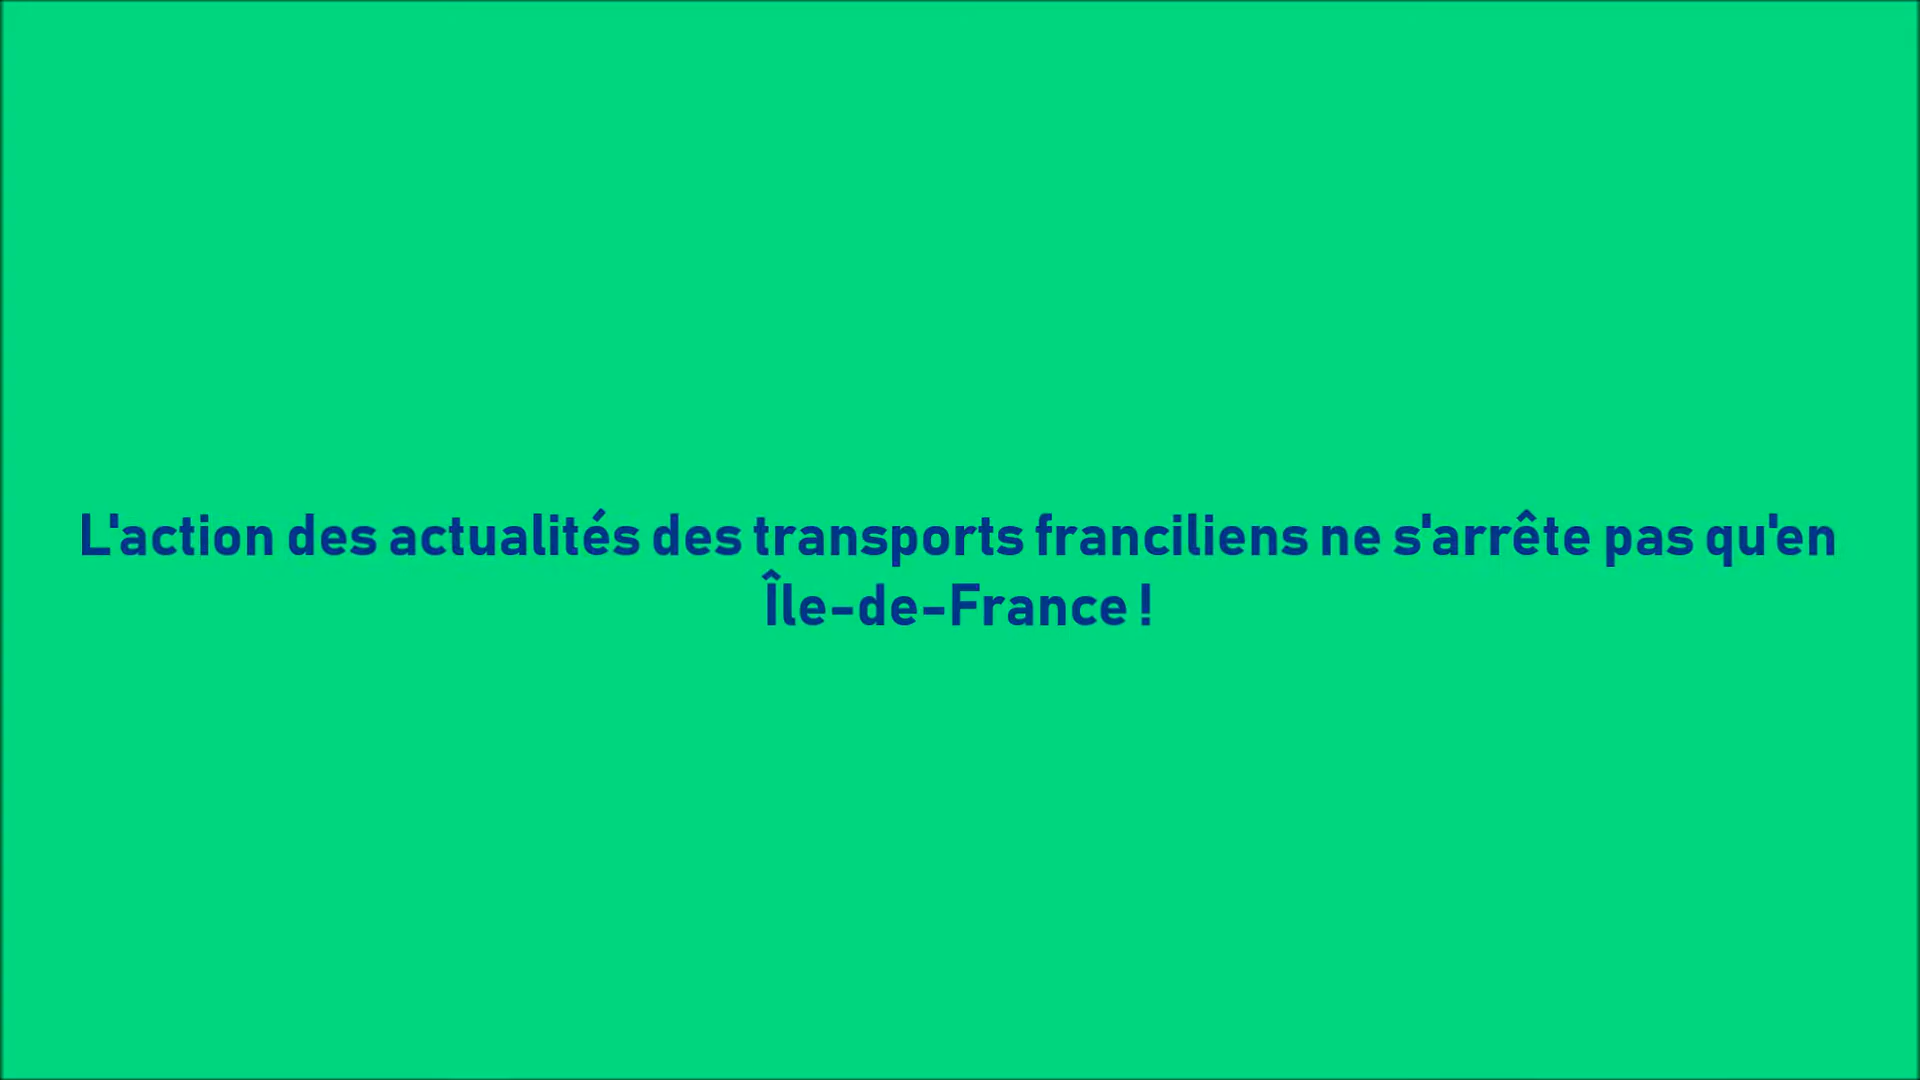 L'action des actualités des transports franciliens ne s'arrête pas qu'en
Île-de-France !